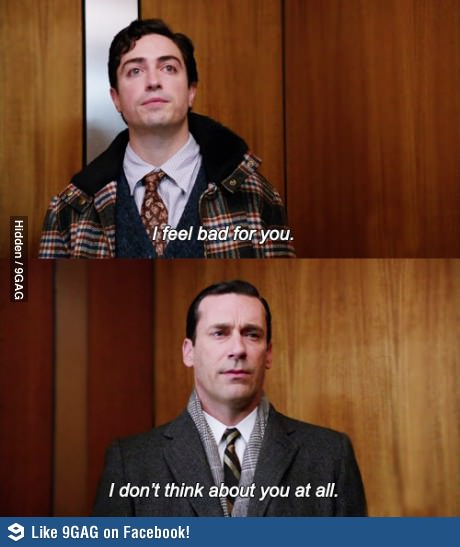 I feel bad for you.
Hidden / 9GAG
I don't think about you at all.
Like 9GAG on Facebook!